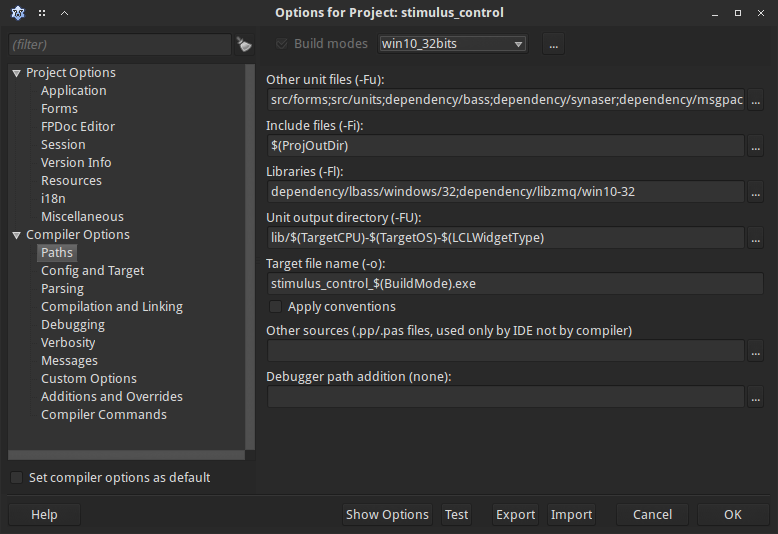 Options for Project: stimulus_control
(filter)
Build modes
win10_32bits
...
Project Options
Application
Forms
FPDoc Editor
Session
Version Info
Resources
i18n
Miscellaneous
Compiler Options
Paths
Config and Target
Parsing
Compilation and Linking
Debugging
Verbosity
Messages
Custom Options
Additions and Overrides
Compiler Commands
Set compiler options as default
Other unit files (-Fu):
src/forms;src/units;dependency/bass;dependency/synaser;dependency/msgpac
...
Include files (-Fi):
$(ProjOutDir)
...
Libraries (-Fl):
dependency/lbass/windows/32;dependency/libzmq/win10-32
...
Unit output directory (-FU):
lib/$(TargetCPU)-$(TargetOS)-$(LCLWidgetType)
...
Target file name (-o):
stimulus_control_$(BuildMode).exe
Apply conventions
Other sources (.pp/.pas files, used only by IDE not by compiler)
...
Debugger path addition (none):
...
Help
Show Options
Test
Export
Import
Cancel
OK